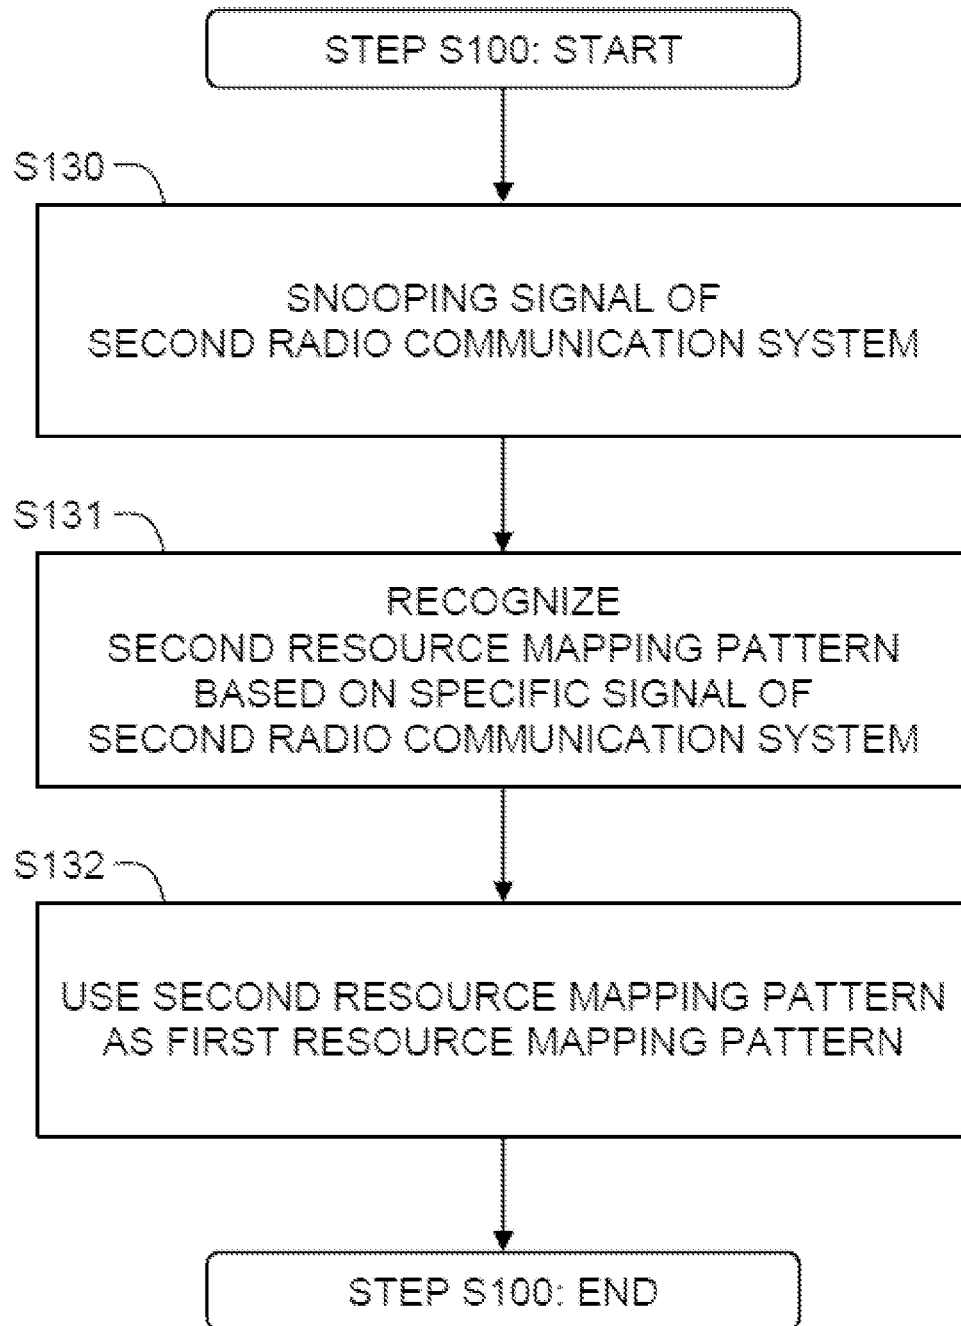 STEP S100: START
S130
SNOOPING SIGNAL OF
SECOND RADIO COMMUNICATION SYSTEM
S131
RECOGNIZE
SECOND RESOURCE MAPPING PATTERN
BASED ON SPECIFIC SIGNAL OF
SECOND RADIO COMMUNICATION SYSTEM
S132
USE SECOND RESOURCE MAPPING PATTERN
AS FIRST RESOURCE MAPPING PATTERN
STEP S100: END